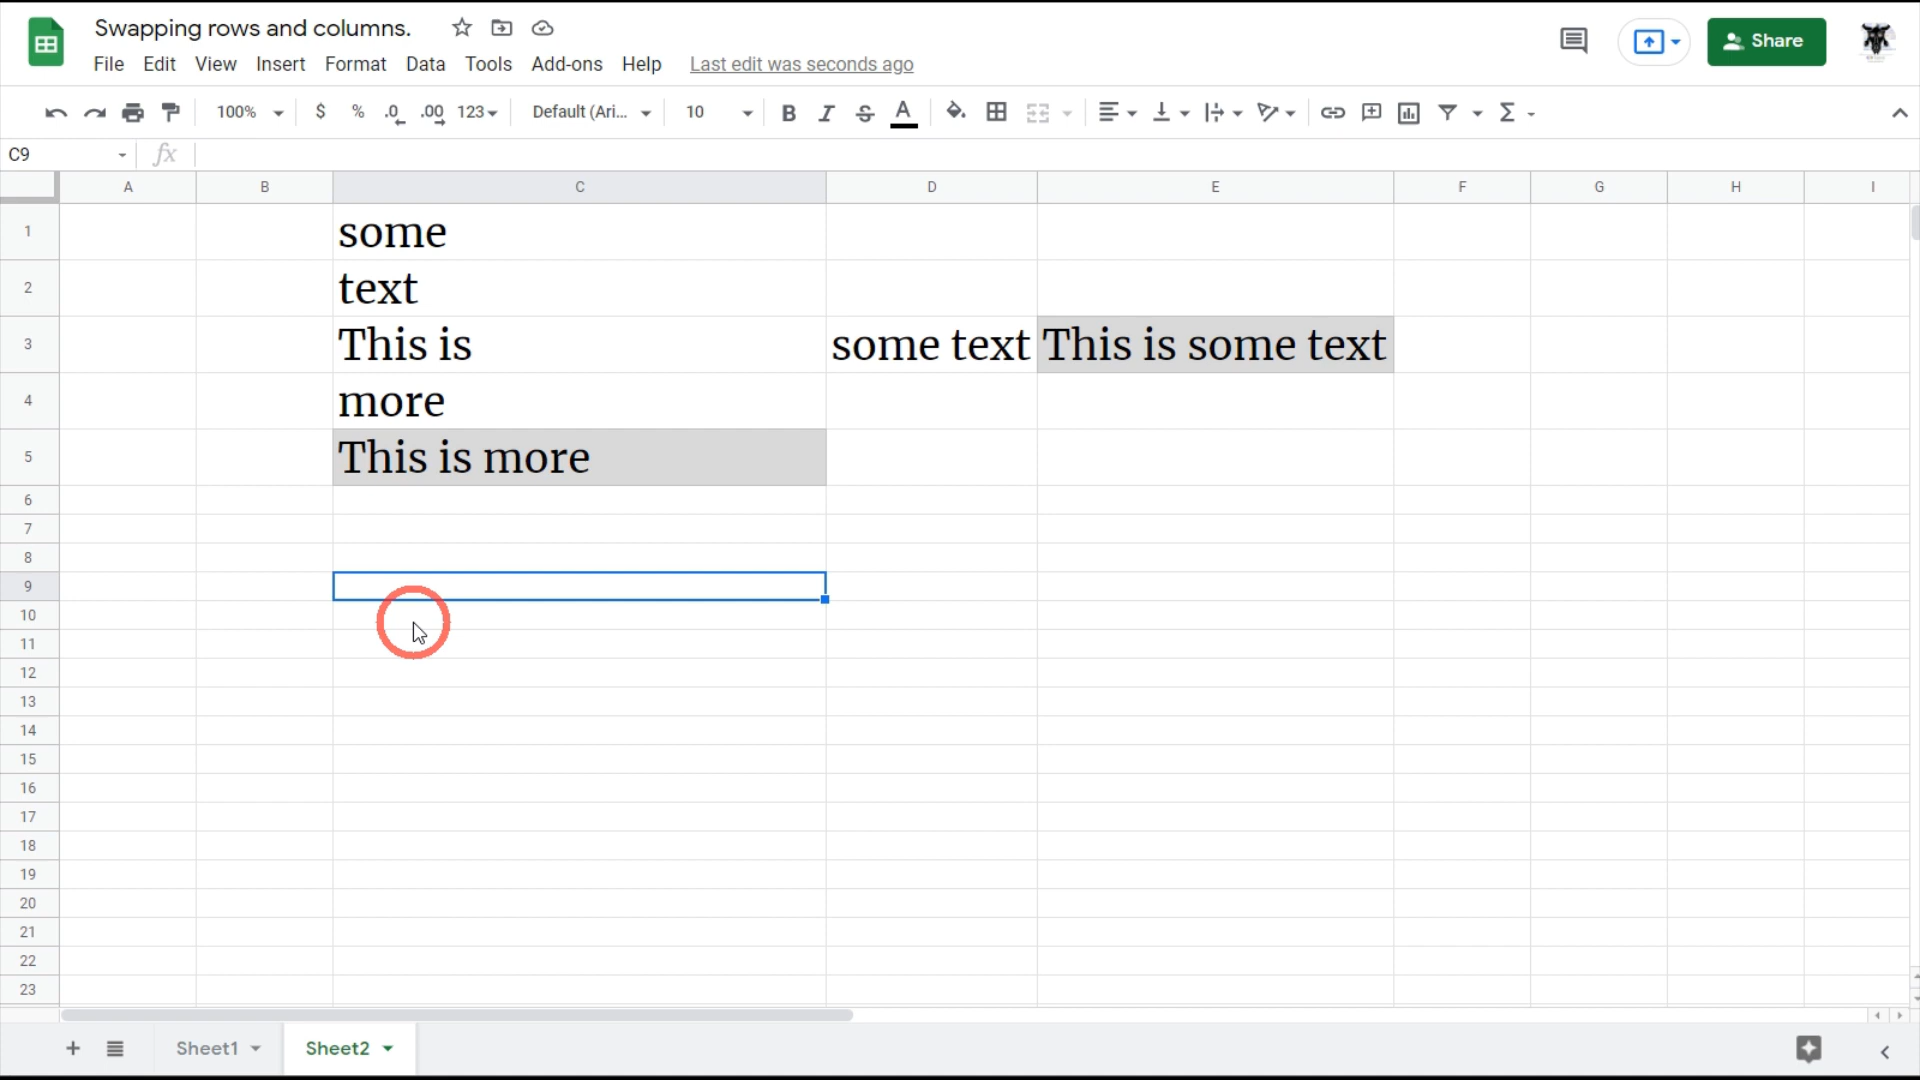 Swapping rows and columns.
File Edit View Insert Format Data Tools Add-ons Help Last edit was seconds ago
Share
100% $ % .0 .00 123 Default (Ari... 10 B I S A Σ
C9 fx
A B C D E F G H I
1 some
2 text
3 This is some text This is some text
4 more
5 This is more
6
7
8
9
10
11
12
13
14
15
16
17
18
19
20
21
22
23
+ Sheet1 Sheet2